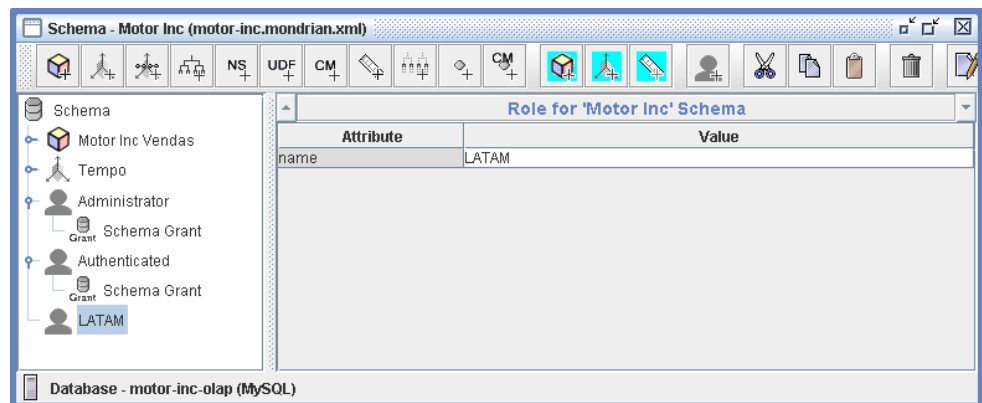 Schema - Motor Inc (motor-inc.mondrian.xml)
NS UDF CM CM
Schema
Role for 'Motor Inc' Schema
Attribute Value
name LATAM
Motor Inc Vendas
Tempo
Administrator
Grant Schema Grant
Authenticated
Grant Schema Grant
LATAM
Database - motor-inc-olap (MySQL)